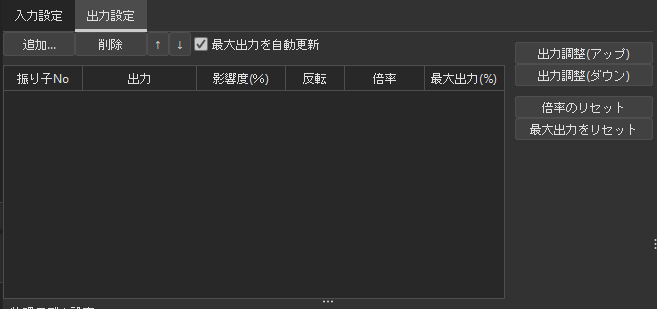 入力設定 出力設定
追加... 削除 ↑ ↓ 最大出力を自動更新
出力調整(アップ)
出力調整(ダウン)
倍率のリセット
最大出力をリセット
振り子No 出力 影響度(%) 反転 倍率 最大出力(%)